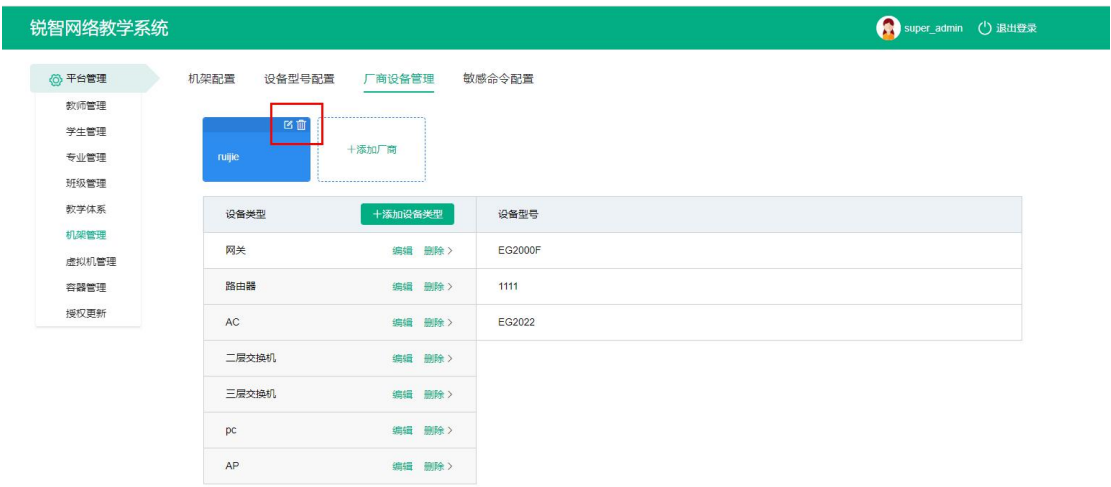 锐智网络教学系统
super_admin 退出登录
平台管理
教师管理
学生管理
专业管理
班级管理
教学体系
机架管理
虚拟机管理
容器管理
授权更新
机架配置 设备型号配置 厂商设备管理 敏感命令配置
ruijie
+添加厂商
设备类型 +添加设备类型 设备型号
网关 编辑 删除 > EG2000F
路由器 编辑 删除 > 1111
AC 编辑 删除 > EG2022
二层交换机 编辑 删除 >
三层交换机 编辑 删除 >
pc 编辑 删除 >
AP 编辑 删除 >